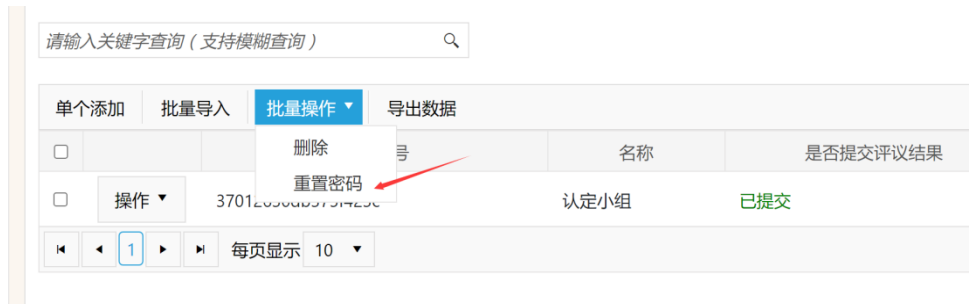 请输入关键字查询（支持模糊查询）
单个添加 批量导入 批量操作 导出数据
删除
号 名称 是否提交评议结果
重置密码
操作 认定小组 已提交
1 每页显示 10